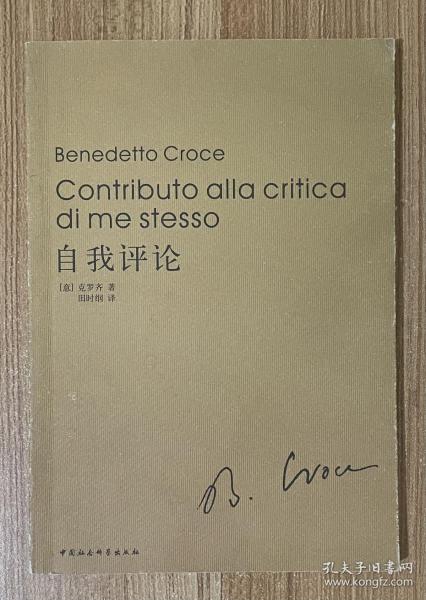 Benedetto Croce
Contributo alla critica
di me stesso
自我评论
［意］克罗齐 著
田时纲 译
B. Croce
中国社会科学出版社
孔夫子旧书网
www.kongfz.com